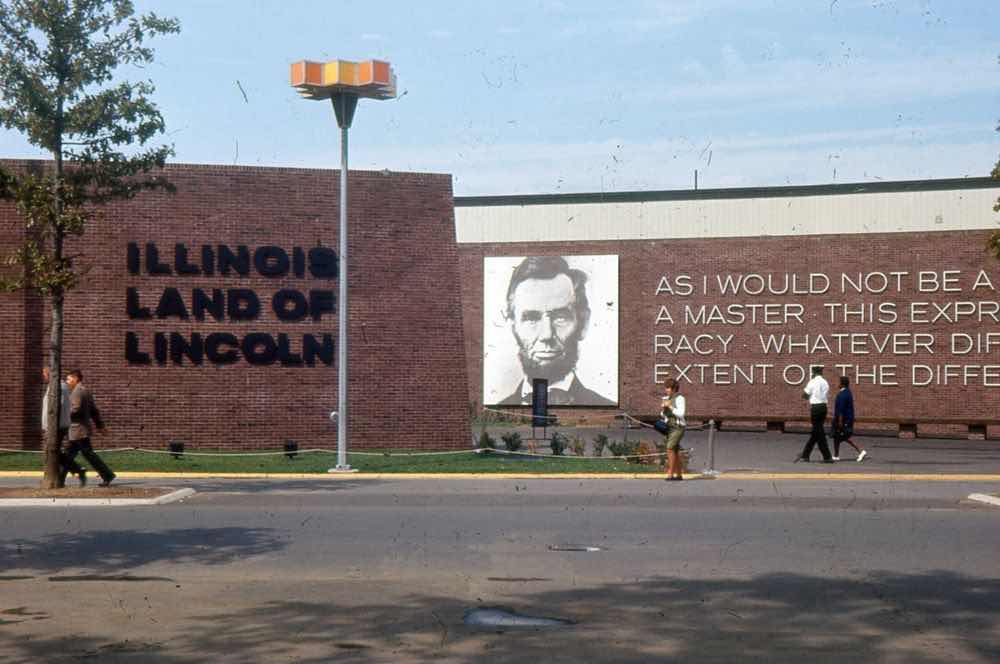 ILLINOIS
LAND OF
LINCOLN
AS I WOULD NOT BE A
A MASTER · THIS EXPR
RACY · WHATEVER DIF
EXTENT OF THE DIFFE